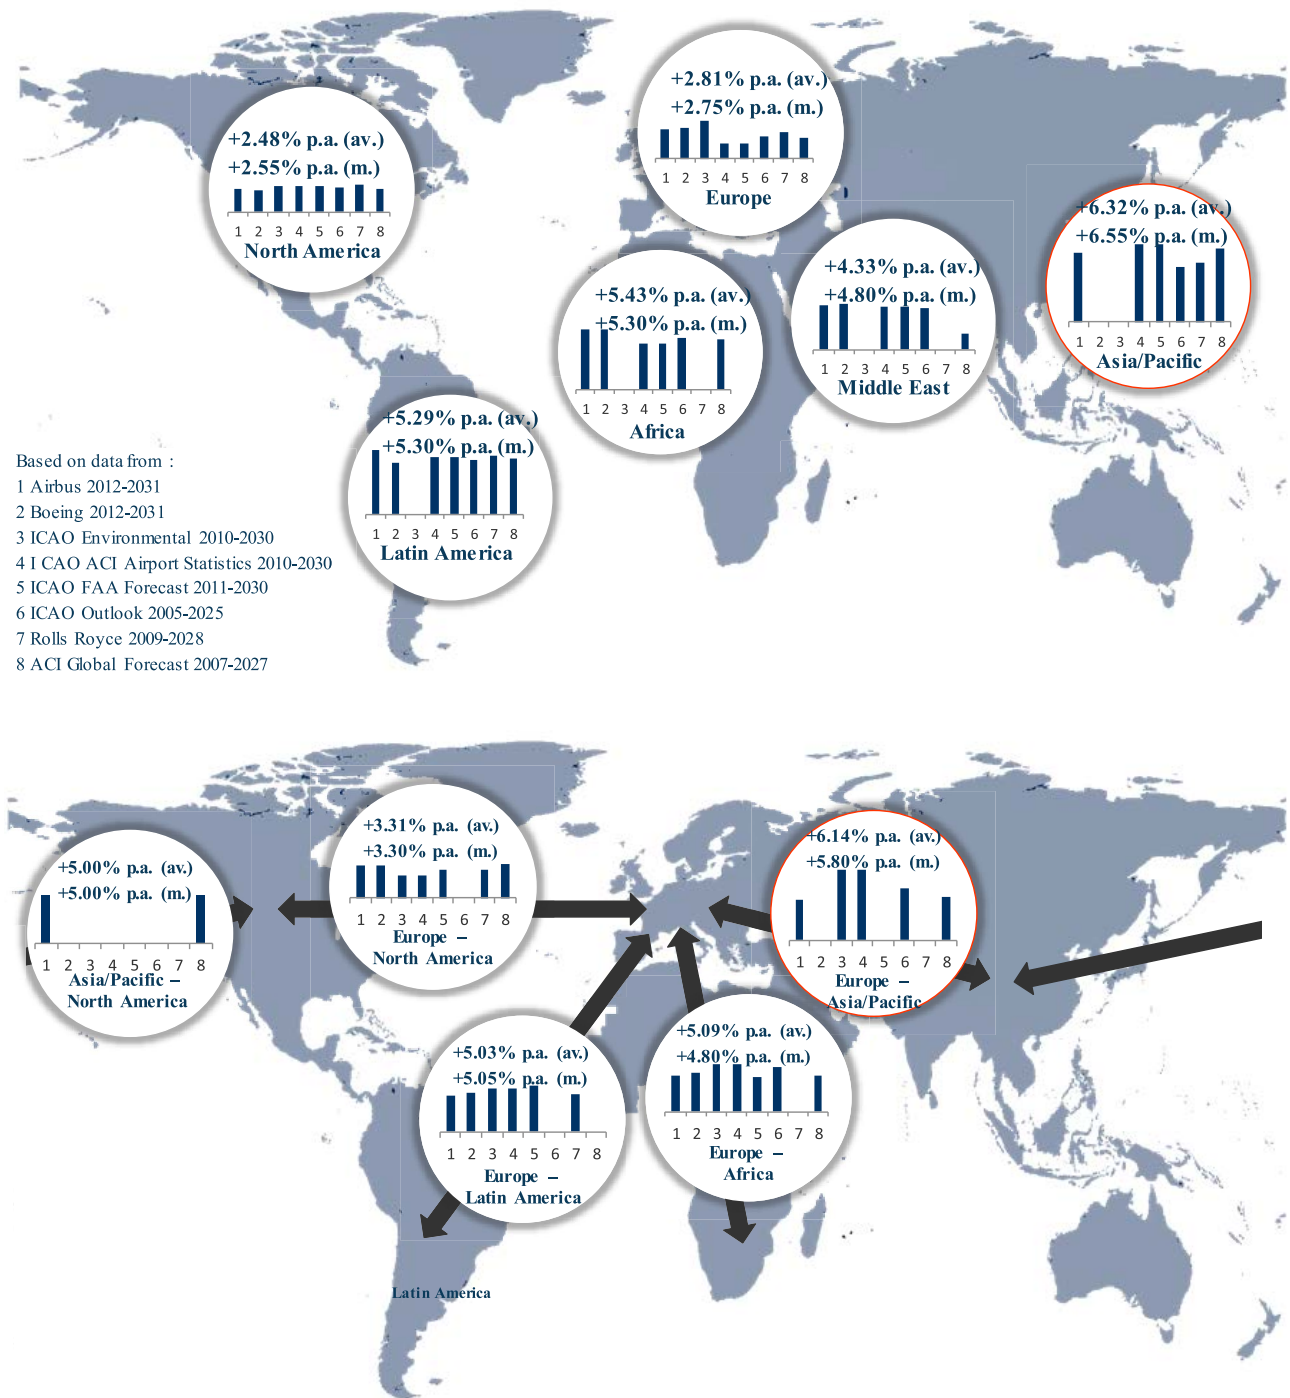 +2.81% p.a. (av.)
+2.75% p.a. (m.)
1 2 3 4 5 6 7 8
Europe
+2.48% p.a. (av.)
+2.55% p.a. (m.)
1 2 3 4 5 6 7 8
North America
+6.32% p.a. (av.)
+6.55% p.a. (m.)
1 2 3 4 5 6 7 8
Asia/Pacific
+4.33% p.a. (av.)
+4.80% p.a. (m.)
1 2 3 4 5 6 7 8
Middle East
+5.43% p.a. (av.)
+5.30% p.a. (m.)
1 2 3 4 5 6 7 8
Africa
+5.29% p.a. (av.)
+5.30% p.a. (m.)
1 2 3 4 5 6 7 8
Latin America
Based on data from :
1 Airbus 2012-2031
2 Boeing 2012-2031
3 ICAO Environmental 2010-2030
4 I CAO ACI Airport Statistics 2010-2030
5 ICAO FAA Forecast 2011-2030
6 ICAO Outlook 2005-2025
7 Rolls Royce 2009-2028
8 ACI Global Forecast 2007-2027
+3.31% p.a. (av.)
+3.30% p.a. (m.)
1 2 3 4 5 6 7 8
Europe –
North America
+5.00% p.a. (av.)
+5.00% p.a. (m.)
1 2 3 4 5 6 7 8
Asia/Pacific –
North America
+6.14% p.a. (av.)
+5.80% p.a. (m.)
1 2 3 4 5 6 7 8
Europe –
Asia/Pacific
+5.03% p.a. (av.)
+5.05% p.a. (m.)
1 2 3 4 5 6 7 8
Europe –
Latin America
+5.09% p.a. (av.)
+4.80% p.a. (m.)
1 2 3 4 5 6 7 8
Europe –
Africa
Latin America